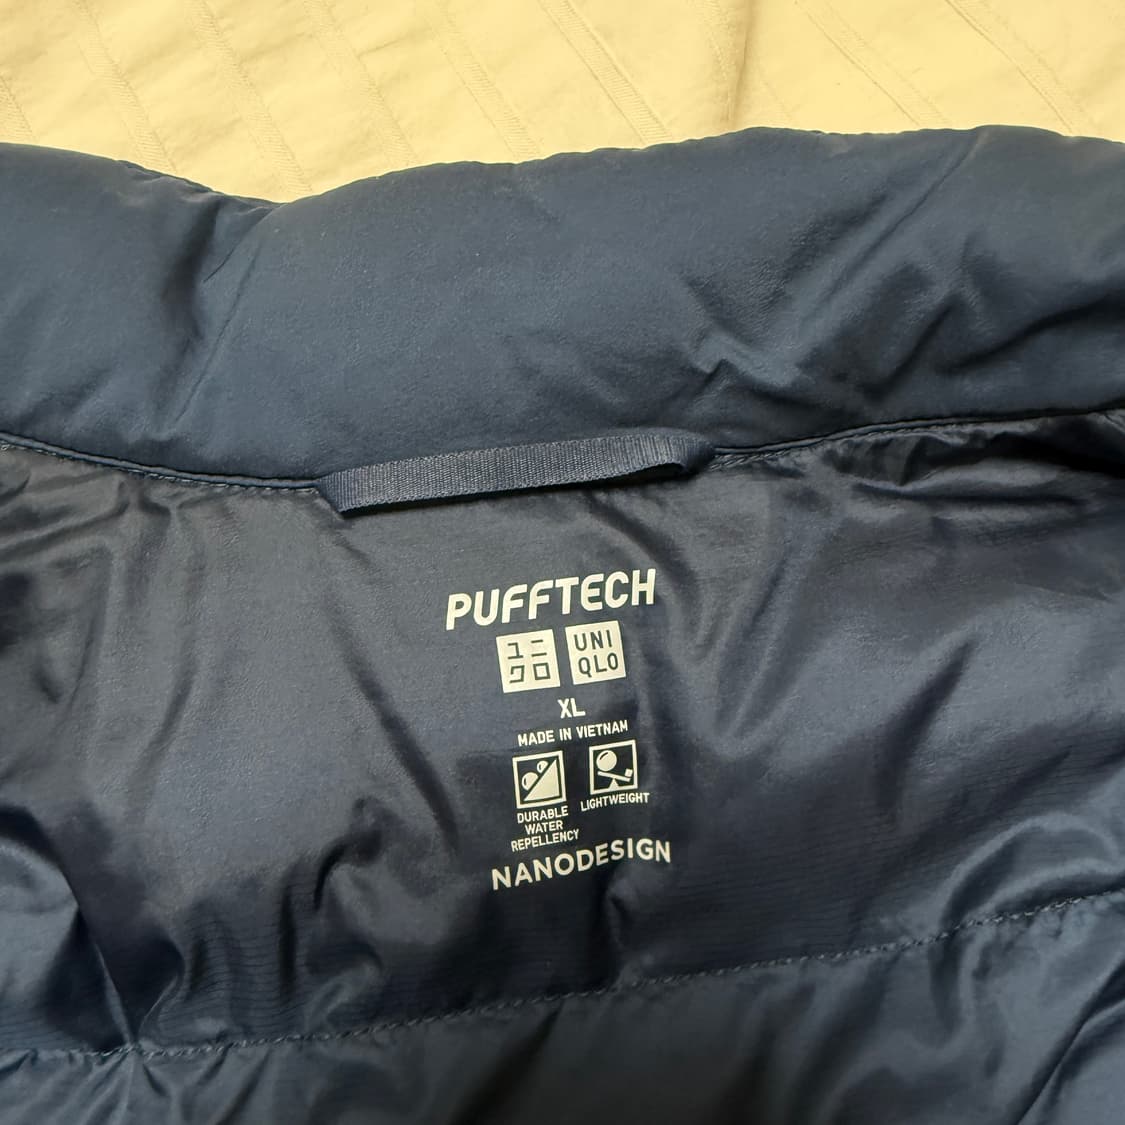 PUFFTECH
ユニ UNI
クロ QLO
XL
MADE IN VIETNAM
DURABLE
WATER
REPELLENCY
LIGHTWEIGHT
NANODESIGN